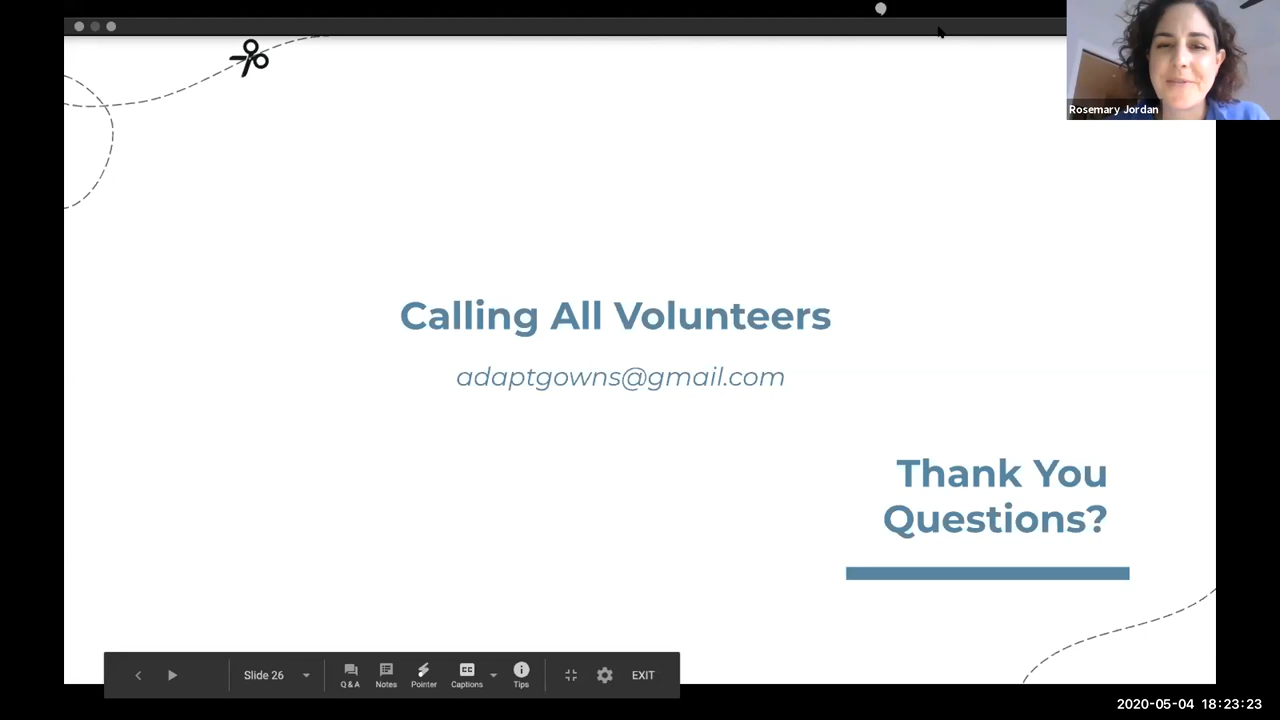 Rosemary Jordan
Calling All Volunteers
adaptgowns@gmail.com
Thank You
Questions?
Slide 26
Q & A
Notes
Pointer
CC
Captions
Tips
EXIT
2020-05-04 18:23:23